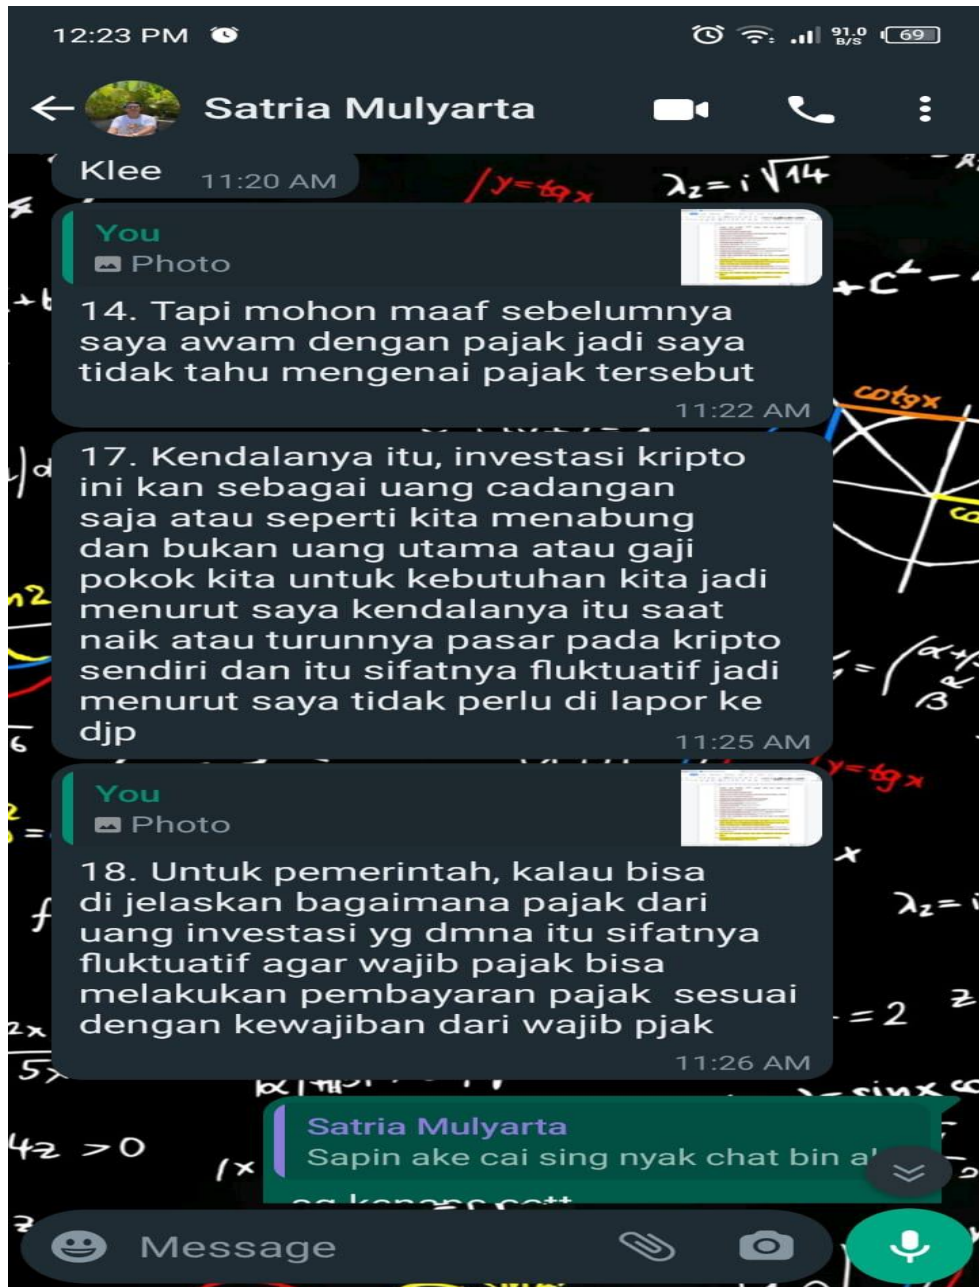 12:23 PM
91.0
B/S
69
Satria Mulyarta
Klee
11:20 AM
You
Photo
14. Tapi mohon maaf sebelumnya
saya awam dengan pajak jadi saya
tidak tahu mengenai pajak tersebut
11:22 AM
17. Kendalanya itu, investasi kripto
ini kan sebagai uang cadangan
saja atau seperti kita menabung
dan bukan uang utama atau gaji
pokok kita untuk kebutuhan kita jadi
menurut saya kendalanya itu saat
naik atau turunnya pasar pada kripto
sendiri dan itu sifatnya fluktuatif jadi
menurut saya tidak perlu di lapor ke
djp
11:25 AM
You
Photo
18. Untuk pemerintah, kalau bisa
di jelaskan bagaimana pajak dari
uang investasi yg dmna itu sifatnya
fluktuatif agar wajib pajak bisa
melakukan pembayaran pajak sesuai
dengan kewajiban dari wajib pjak
11:26 AM
Satria Mulyarta
Sapin ake cai sing nyak chat bin
Message
y=tgx
λ₂= i√14
cotgx
y=tgx
4z >0